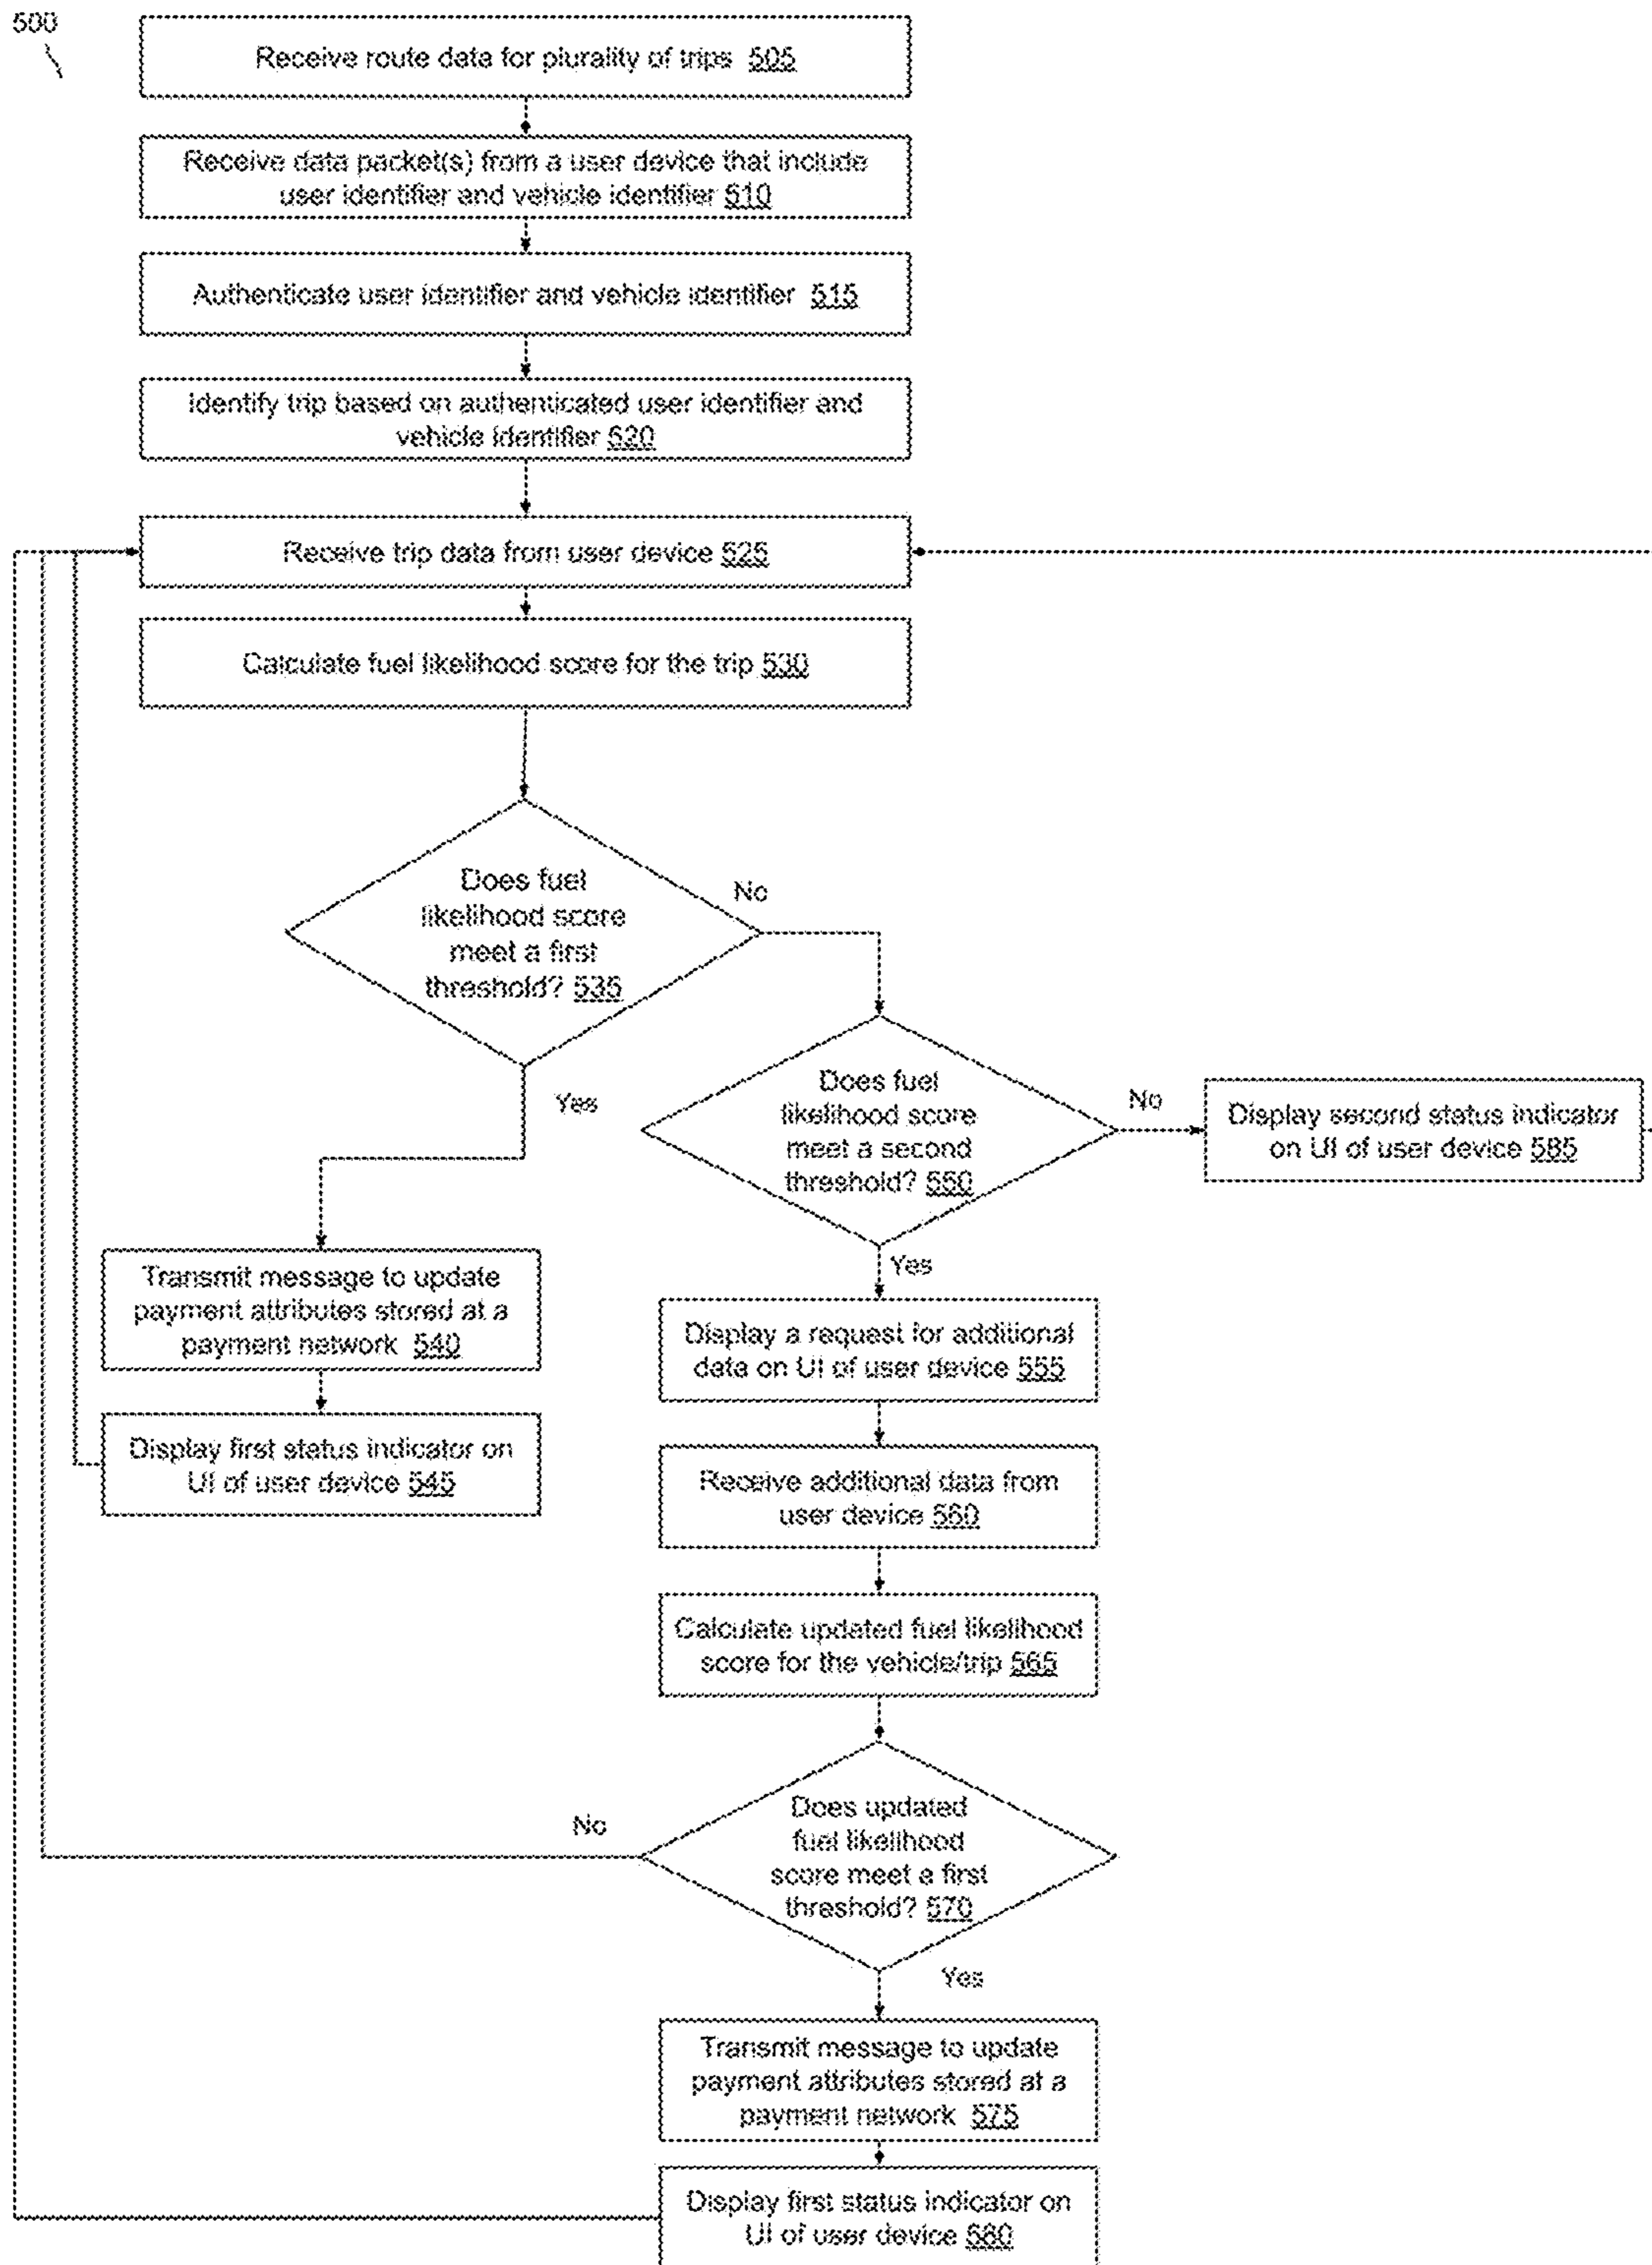 500
Receive route data for plurality of trips 505
Receive data packet(s) from a user device that include
user identifier and vehicle identifier 510
Authenticate user identifier and vehicle identifier 515
Identify trip based on authenticated user identifier and
vehicle identifier 520
Receive trip data from user device 525
Calculate fuel likelihood score for the trip 530
Does fuel
likelihood score
meet a first
threshold? 535
No
Yes
Does fuel
likelihood score
meet a second
threshold? 550
No
Display second status indicator
on UI of user device 585
Yes
Transmit message to update
payment attributes stored at a
payment network 540
Display first status indicator on
UI of user device 545
Display a request for additional
data on UI of user device 555
Receive additional data from
user device 560
Calculate updated fuel likelihood
score for the vehicle/trip 565
Does updated
fuel likelihood
score meet a first
threshold? 570
No
Yes
Transmit message to update
payment attributes stored at a
payment network 575
Display first status indicator on
UI of user device 580